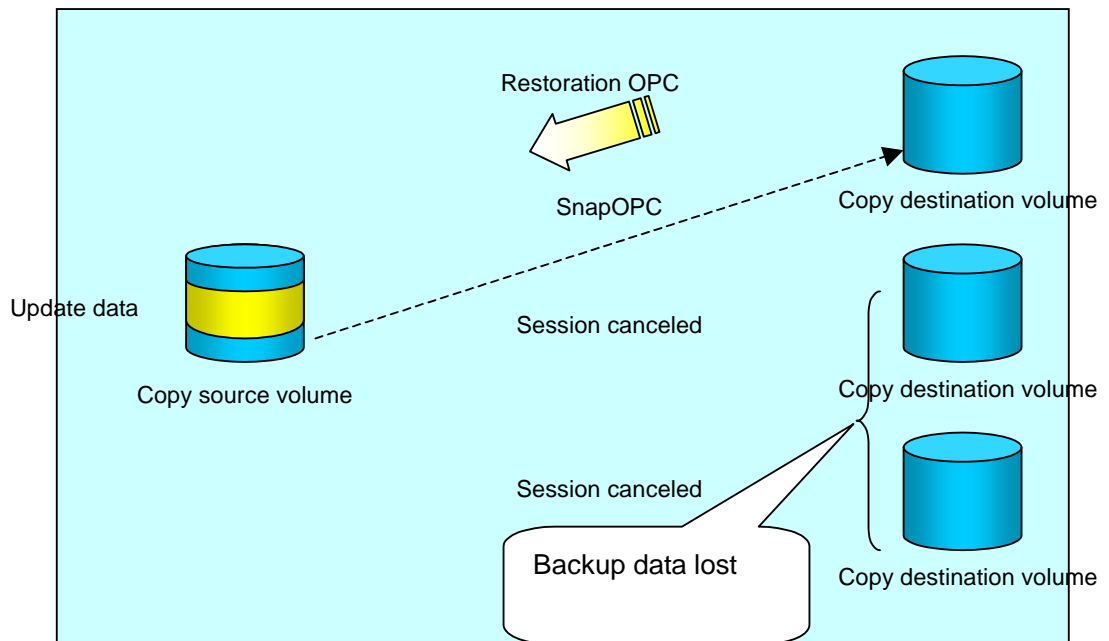 Restoration OPC
SnapOPC
Copy destination volume
Update data
Session canceled
Copy source volume
Copy destination volume
Session canceled
Backup data lost
Copy destination volume